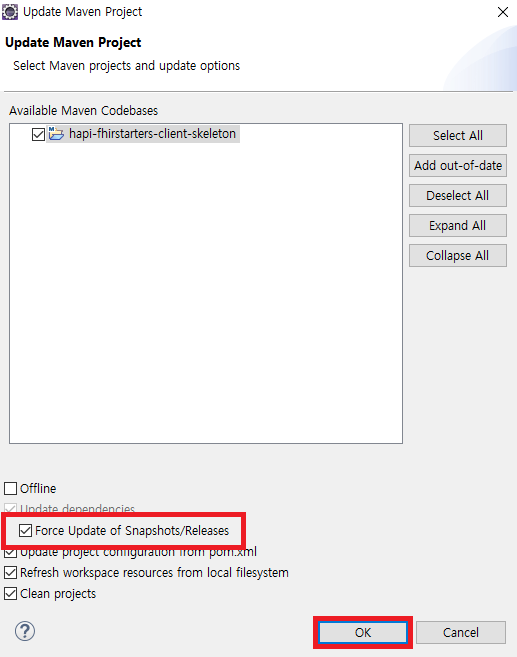 Update Maven Project
Update Maven Project
Select Maven projects and update options
Available Maven Codebases
hapi-fhirstarters-client-skeleton
Select All
Add out-of-date
Deselect All
Expand All
Collapse All
Offline
Update dependencies
Force Update of Snapshots/Releases
Update project configuration from pom.xml
Refresh workspace resources from local filesystem
Clean projects
?
OK
Cancel